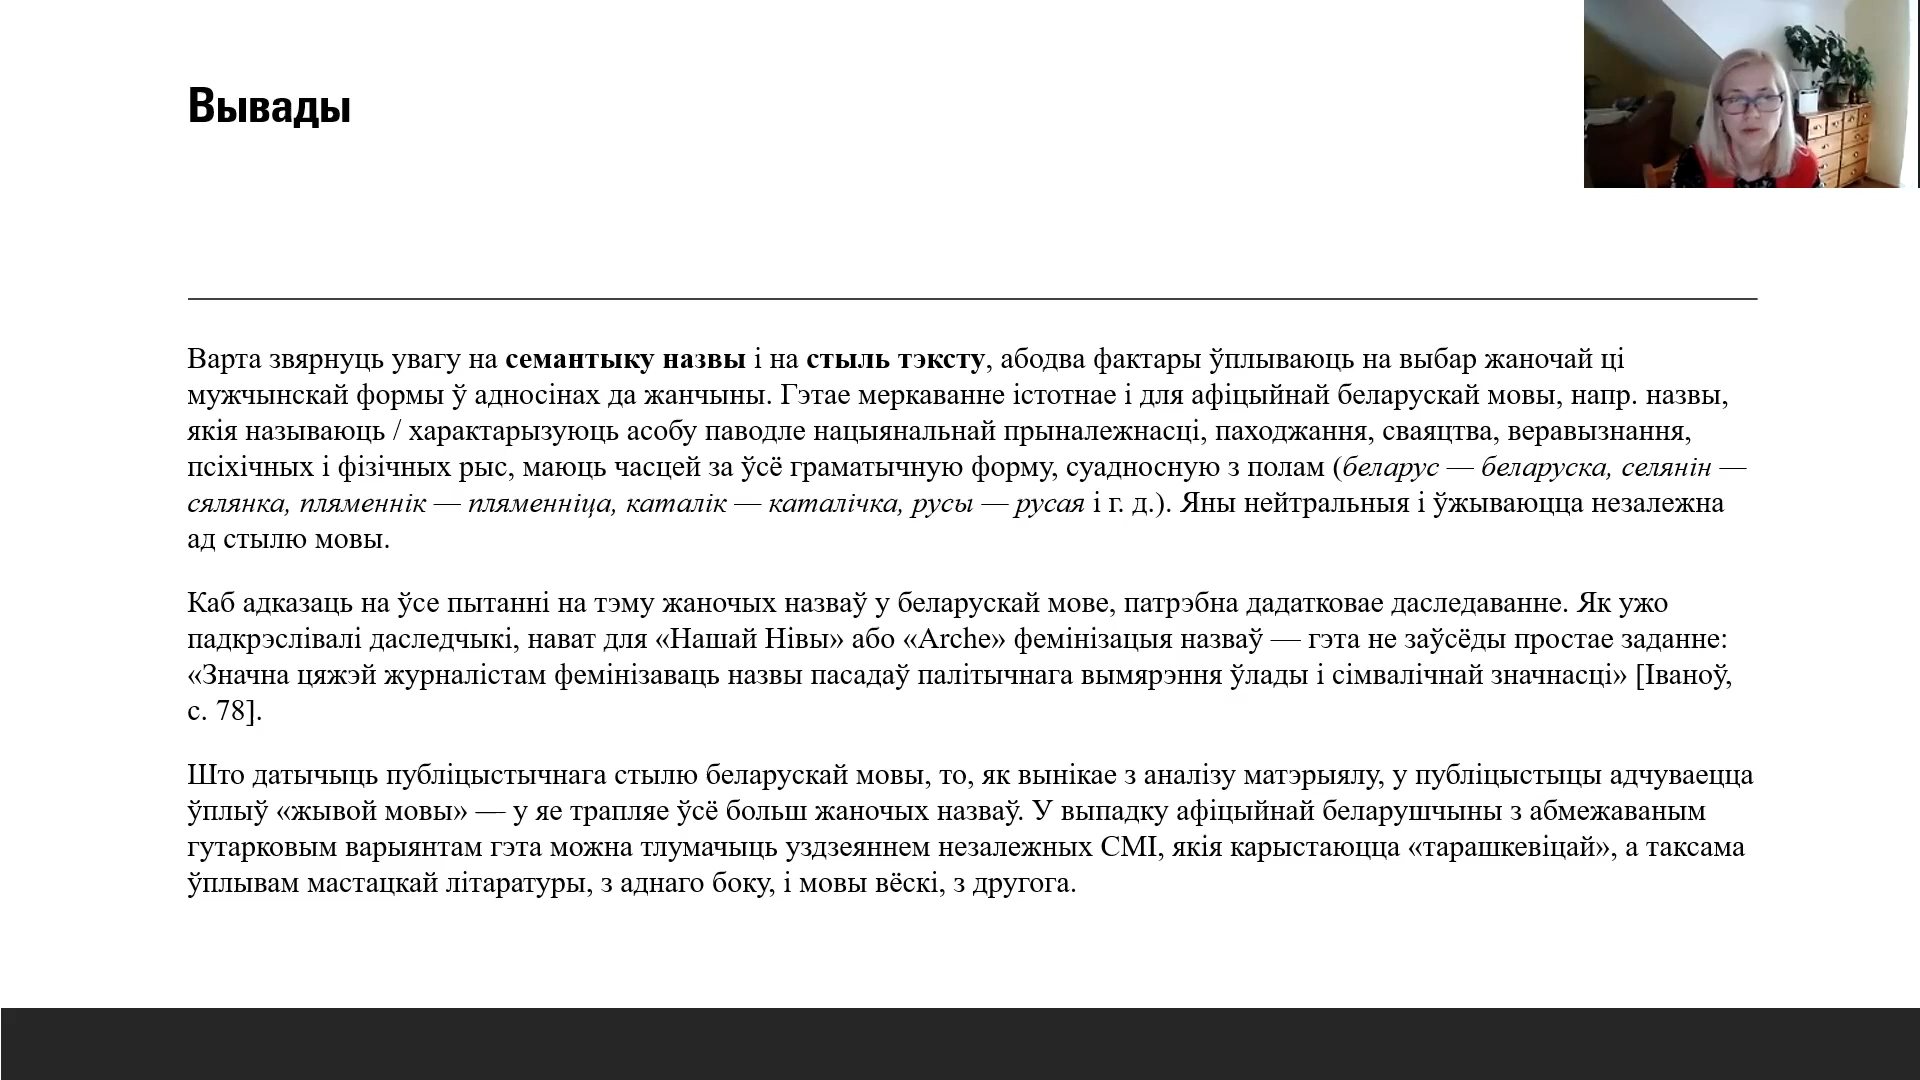 Вывады
Варта звярнуць увагу на семантыку назвы і на стыль тэксту, абодва фактары ўплываюць на выбар жаночай ці
мужчынскай формы ў адносінах да жанчыны. Гэтае меркаванне істотнае і для афіцыйнай беларускай мовы, напр. назвы,
якія называюць / характарызуюць асобу паводле нацыянальнай прыналежнасці, паходжання, сваяцтва, веравызнання,
псіхічных і фізічных рыс, маюць часцей за ўсё граматычную форму, суадносную з полам (беларус — беларуска, селянін —
сялянка, пляменнік — пляменніца, каталік — каталічка, русы — русая і г. д.). Яны нейтральныя і ўжываюцца незалежна
ад стылю мовы.
Каб адказаць на ўсе пытанні на тэму жаночых назваў у беларускай мове, патрэбна дадатковае даследаванне. Як ужо
падкрэслівалі даследчыкі, нават для «Нашай Нівы» або «Arche» фемінізацыя назваў — гэта не заўсёды простае заданне:
«Значна цяжэй журналістам фемінізаваць назвы пасадаў палітычнага вымярэння ўлады і сімвалічнай значнасці» [Іваноў,
с. 78].
Што датычыць публіцыстычнага стылю беларускай мовы, то, як вынікае з аналізу матэрыялу, у публіцыстыцы адчуваецца
ўплыў «жывой мовы» — у яе трапляе ўсё больш жаночых назваў. У выпадку афіцыйнай беларушчыны з абмежаваным
гутарковым варыянтам гэта можна тлумачыць уздзеяннем незалежных СМІ, якія карыстаюцца «тарашкевіцай», а таксама
ўплывам мастацкай літаратуры, з аднаго боку, і мовы вёскі, з другога.